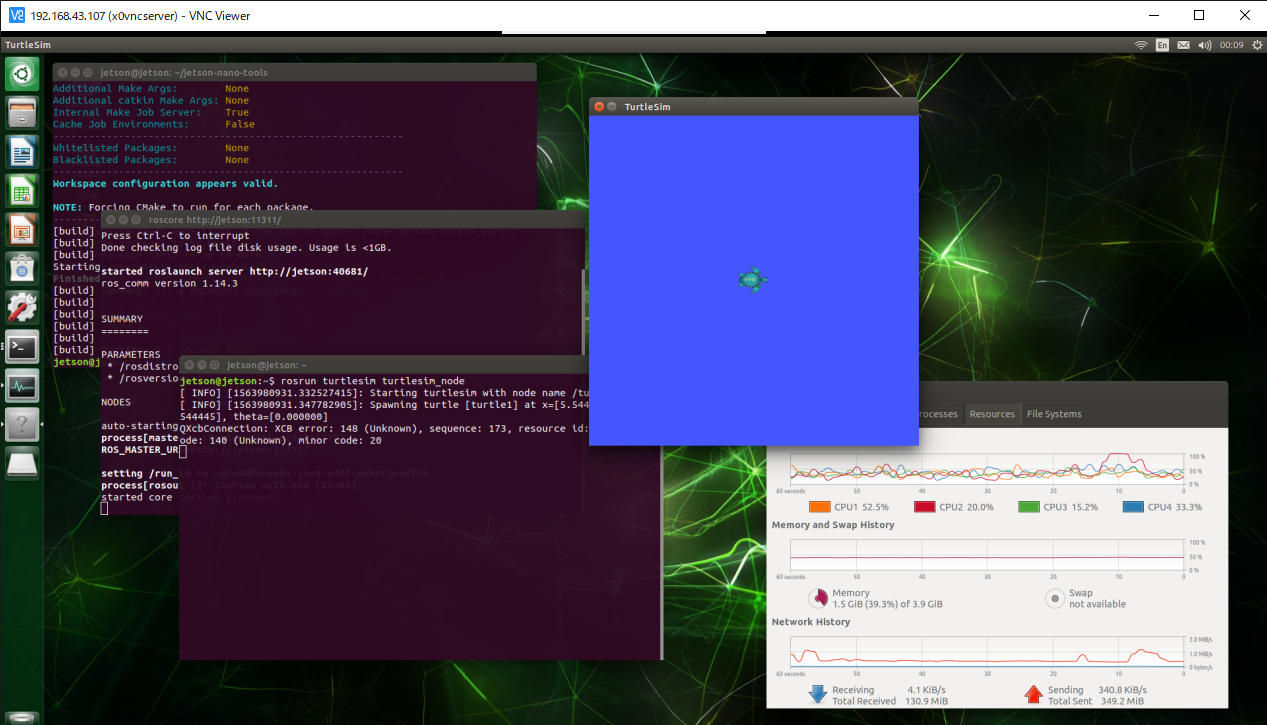 192.168.43.107 (x0vncserver) - VNC Viewer
TurtleSim
En
00:09
jetson@jetson: ~/jetson-nano-tools
Additional Make Args: None
Additional catkin Make Args: None
Internal Make Job Server: True
Cache Job Environments: False
Whitelisted Packages: None
Blacklisted Packages: None
Workspace configuration appears valid.
NOTE: Forcing CMake to run for each package.
[build]
[build]
[build]
Starting
Finished
[build]
[build]
[build]
[build]
[build]
[build]
jetson@j
roscore http://jetson:11311/
Press Ctrl-C to interrupt
Done checking log file disk usage. Usage is <1GB.
started roslaunch server http://jetson:40681/
ros_comm version 1.14.3
SUMMARY
========
PARAMETERS
* /rosdistro
* /rosversio
NODES
auto-starting
process[maste
ROS_MASTER_UR
setting /run_
process[rosou
started core
jetson@jetson: ~
jetson@jetson:~$ rosrun turtlesim turtlesim_node
[ INFO] [1563980931.332527415]: Starting turtlesim with node name /tu
[ INFO] [1563980931.347782905]: Spawning turtle [turtle1] at x=[5.544
544445], theta=[0.000000]
QXcbConnection: XCB error: 148 (Unknown), sequence: 173, resource id:
ode: 140 (Unknown), minor code: 20
TurtleSim
rocesses Resources File Systems
100 %
50 %
0 %
60 seconds 50 40 30 20 10 0
CPU1 52.5% CPU2 20.0% CPU3 15.2% CPU4 33.3%
Memory and Swap History
100 %
50 %
0 %
60 seconds 50 40 30 20 10 0
Memory
1.5 GiB (39.3%) of 3.9 GiB
Swap
not available
Network History
2.0 MiB/s
1.0 MiB/s
0 bytes/s
60 seconds 50 40 30 20 10 0
Receiving 4.1 KiB/s
Total Received 130.9 MiB
Sending 340.8 KiB/s
Total Sent 349.2 MiB